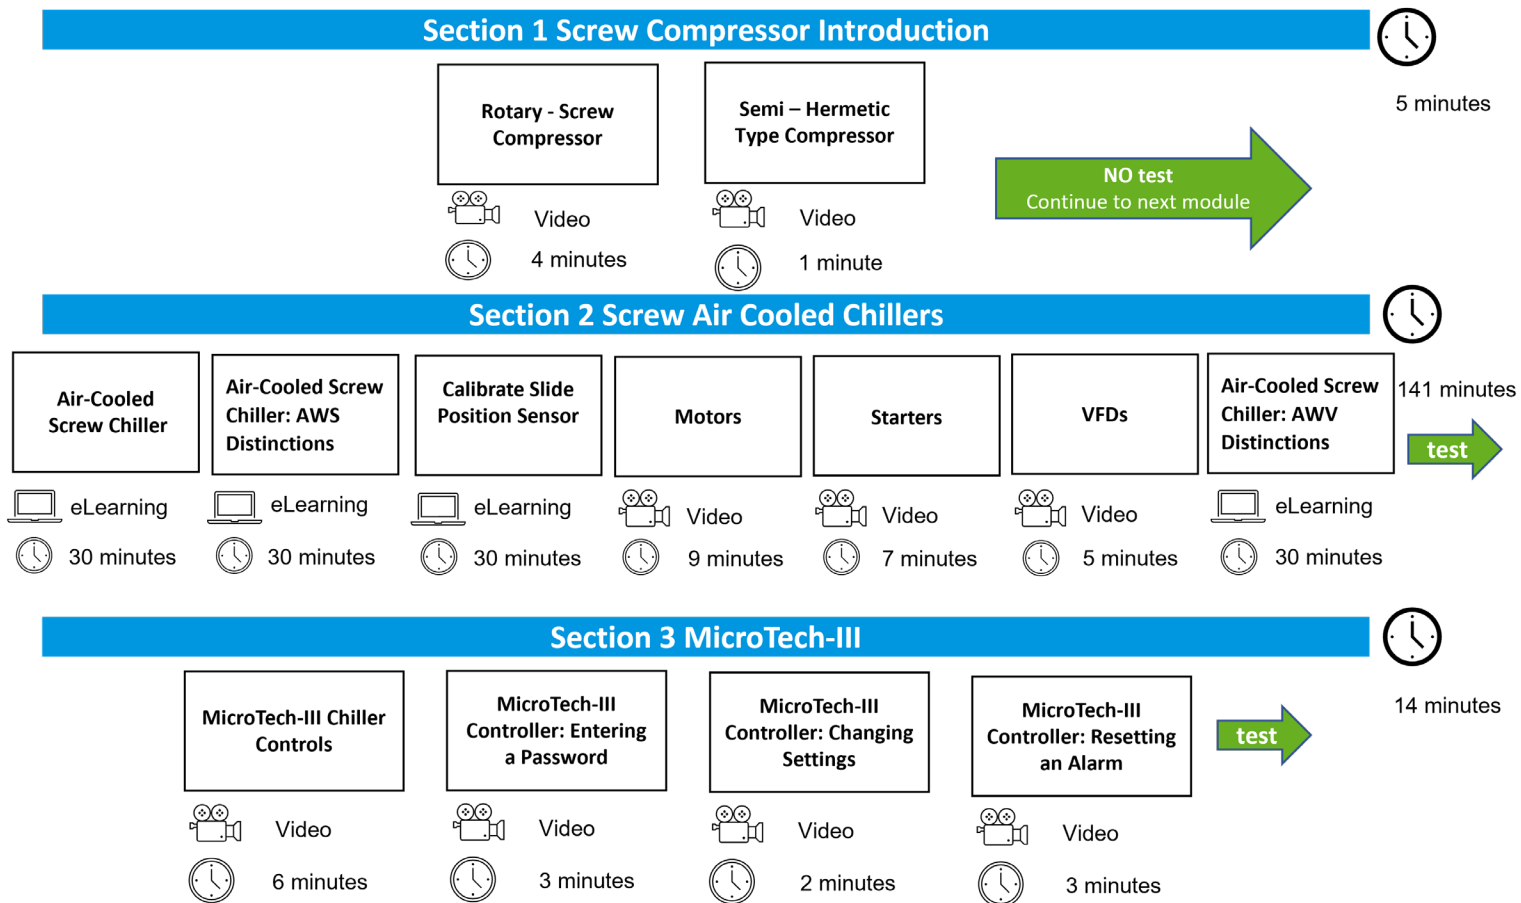 Section 1 Screw Compressor Introduction
5 minutes
Rotary - Screw
Compressor
Semi – Hermetic
Type Compressor
NO test
Continue to next module
Video
Video
4 minutes
1 minute
Section 2 Screw Air Cooled Chillers
141 minutes
Air-Cooled
Screw Chiller
Air-Cooled Screw
Chiller: AWS
Distinctions
Calibrate Slide
Position Sensor
Motors
Starters
VFDs
Air-Cooled Screw
Chiller: AWV
Distinctions
test
eLearning
eLearning
eLearning
Video
Video
Video
eLearning
30 minutes
30 minutes
30 minutes
9 minutes
7 minutes
5 minutes
30 minutes
Section 3 MicroTech-III
14 minutes
MicroTech-III Chiller
Controls
MicroTech-III
Controller: Entering
a Password
MicroTech-III
Controller: Changing
Settings
MicroTech-III
Controller: Resetting
an Alarm
test
Video
Video
Video
Video
6 minutes
3 minutes
2 minutes
3 minutes